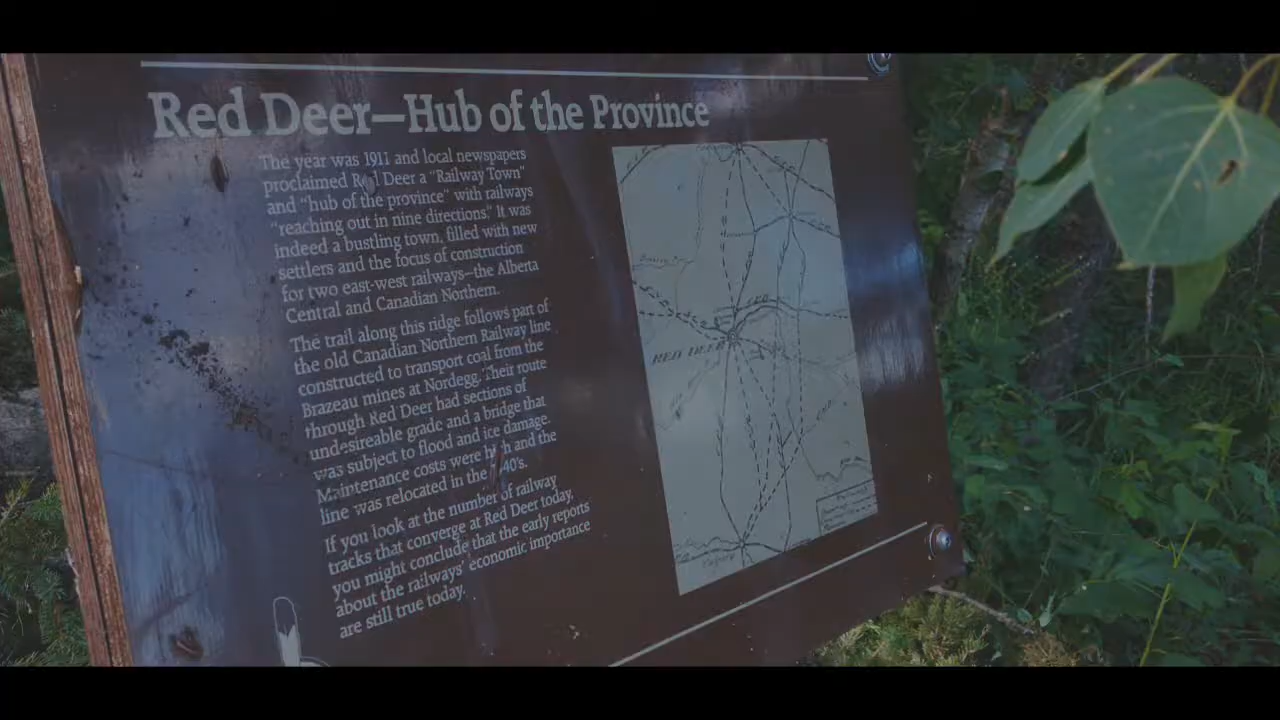 Red Deer—Hub of the Province
The year was 1911 and local newspapers
proclaimed Red Deer a "Railway Town"
and "hub of the province" with railways
"reaching out in nine directions." It was
indeed a bustling town, filled with new
settlers and the focus of construction
for two east-west railways—the Alberta
Central and Canadian Northern.
The trail along this ridge follows part of
the old Canadian Northern Railway line
constructed to transport coal from the
Brazeau mines at Nordegg. Their route
through Red Deer had sections of
undesireable grade and a bridge that
was subject to flood and ice damage.
Maintenance costs were high and the
line was relocated in the 40's.
If you look at the number of railway
tracks that converge at Red Deer today,
you might conclude that the early reports
about the railways' economic importance
are still true today.
RED DEER